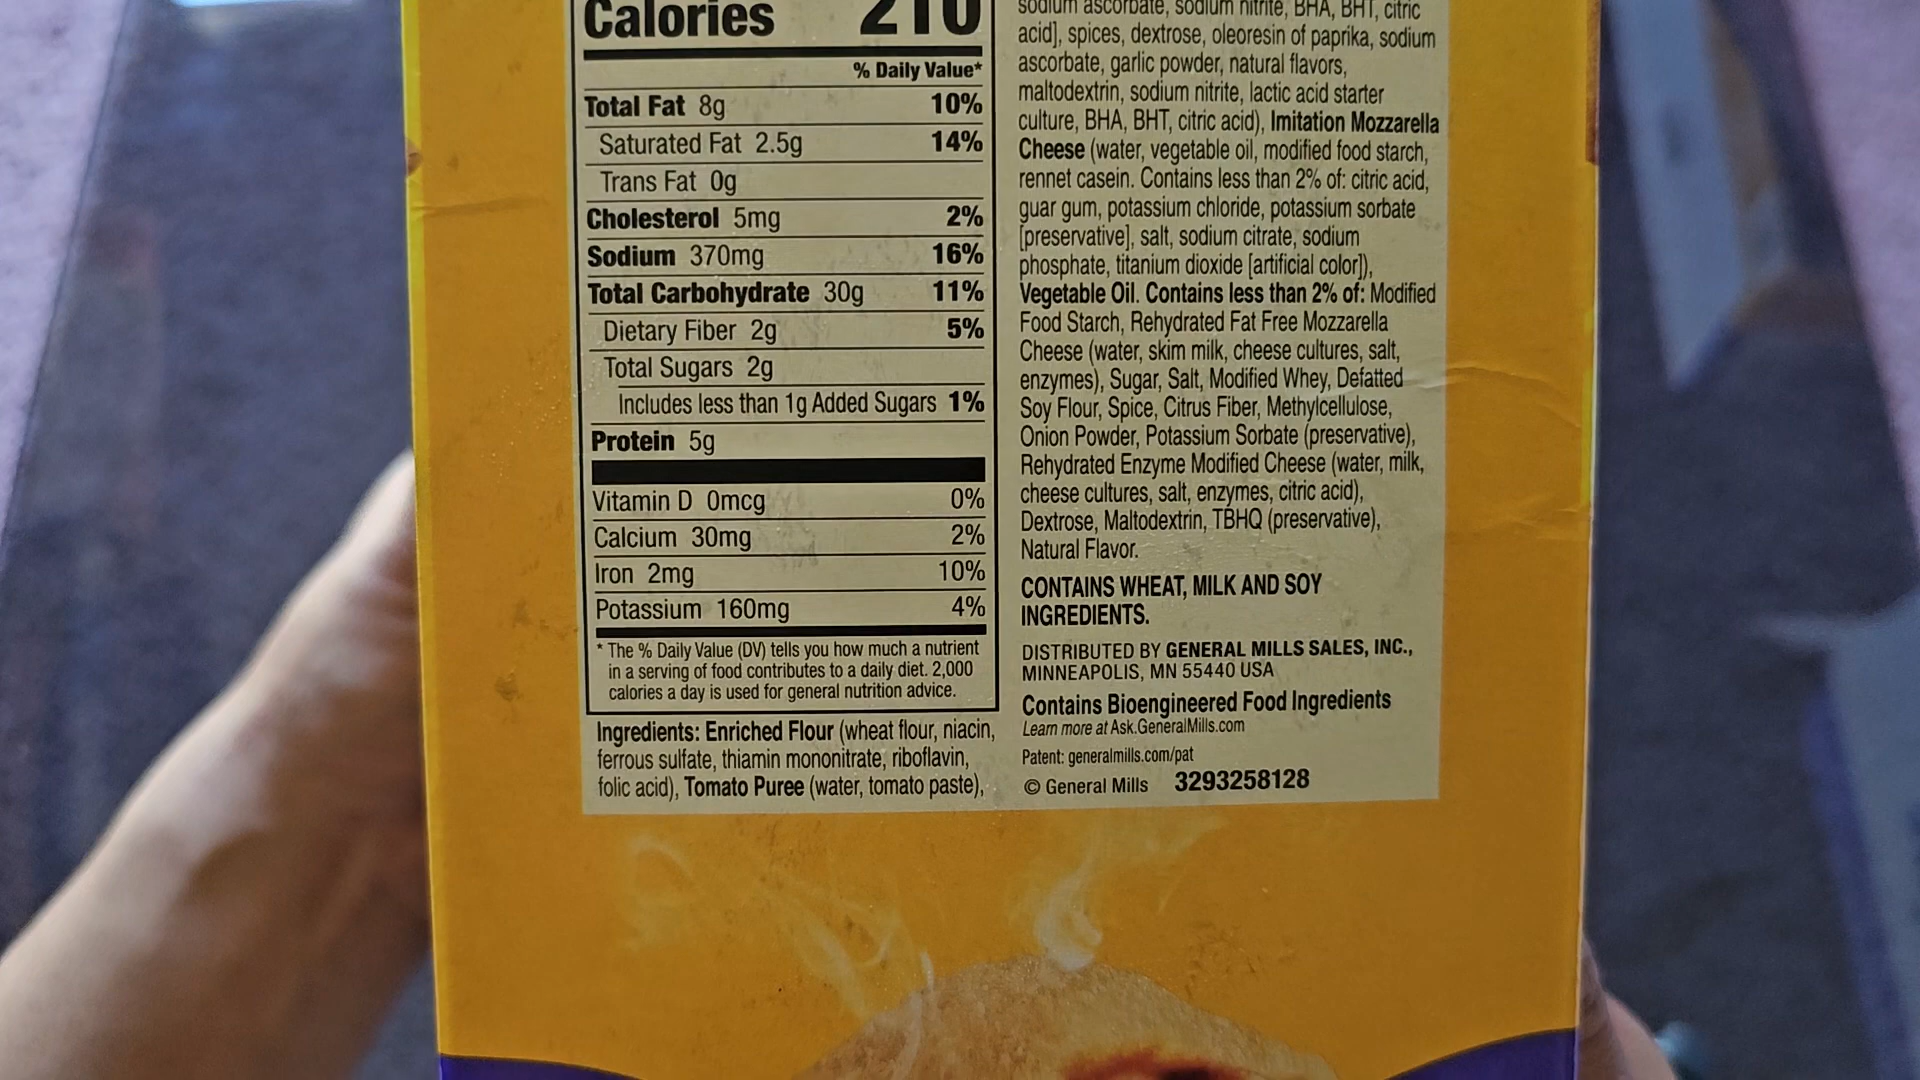 Calories 210
% Daily Value*
Total Fat 8g 10%
Saturated Fat 2.5g 14%
Trans Fat 0g
Cholesterol 5mg 2%
Sodium 370mg 16%
Total Carbohydrate 30g 11%
Dietary Fiber 2g 5%
Total Sugars 2g
Includes less than 1g Added Sugars 1%
Protein 5g
Vitamin D 0mcg 0%
Calcium 30mg 2%
Iron 2mg 10%
Potassium 160mg 4%
* The % Daily Value (DV) tells you how much a nutrient
in a serving of food contributes to a daily diet. 2,000
calories a day is used for general nutrition advice.
Ingredients: Enriched Flour (wheat flour, niacin,
ferrous sulfate, thiamin mononitrate, riboflavin,
folic acid), Tomato Puree (water, tomato paste),
sodium ascorbate, sodium nitrite, BHA, BHT, citric
acid], spices, dextrose, oleoresin of paprika, sodium
ascorbate, garlic powder, natural flavors,
maltodextrin, sodium nitrite, lactic acid starter
culture, BHA, BHT, citric acid), Imitation Mozzarella
Cheese (water, vegetable oil, modified food starch,
rennet casein. Contains less than 2% of: citric acid,
guar gum, potassium chloride, potassium sorbate
[preservative], salt, sodium citrate, sodium
phosphate, titanium dioxide [artificial color]),
Vegetable Oil. Contains less than 2% of: Modified
Food Starch, Rehydrated Fat Free Mozzarella
Cheese (water, skim milk, cheese cultures, salt,
enzymes), Sugar, Salt, Modified Whey, Defatted
Soy Flour, Spice, Citrus Fiber, Methylcellulose,
Onion Powder, Potassium Sorbate (preservative),
Rehydrated Enzyme Modified Cheese (water, milk,
cheese cultures, salt, enzymes, citric acid),
Dextrose, Maltodextrin, TBHQ (preservative),
Natural Flavor.
CONTAINS WHEAT, MILK AND SOY
INGREDIENTS.
DISTRIBUTED BY GENERAL MILLS SALES, INC.,
MINNEAPOLIS, MN 55440 USA
Contains Bioengineered Food Ingredients
Learn more at Ask.GeneralMills.com
Patent: generalmills.com/pat
© General Mills 3293258128